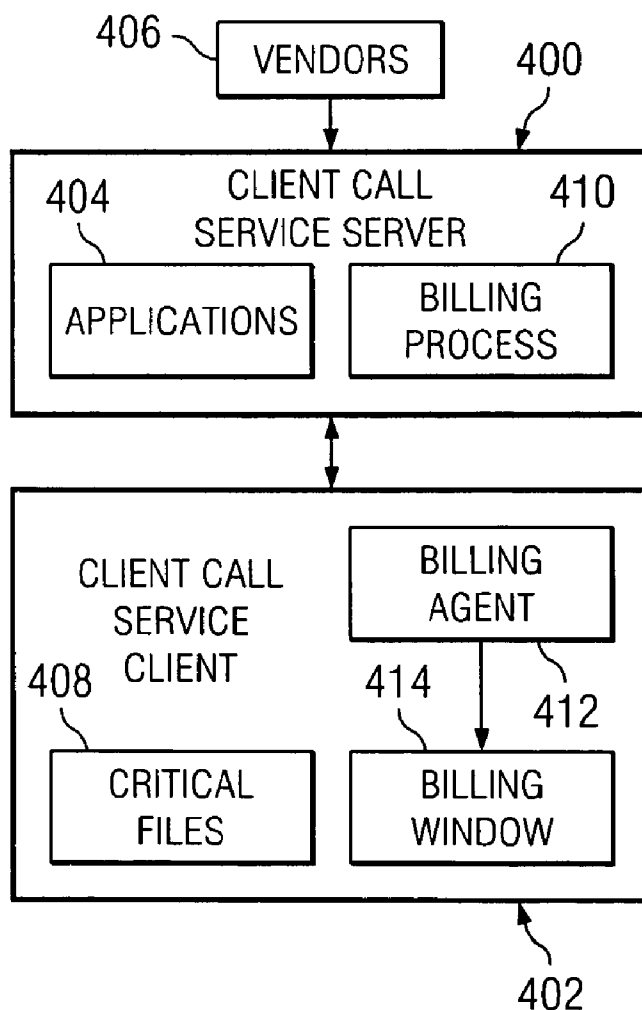 406
VENDORS
400
CLIENT CALL
SERVICE SERVER
404
410
APPLICATIONS
BILLING
PROCESS
CLIENT CALL
SERVICE
CLIENT
BILLING
AGENT
408
414
412
CRITICAL
FILES
BILLING
WINDOW
402